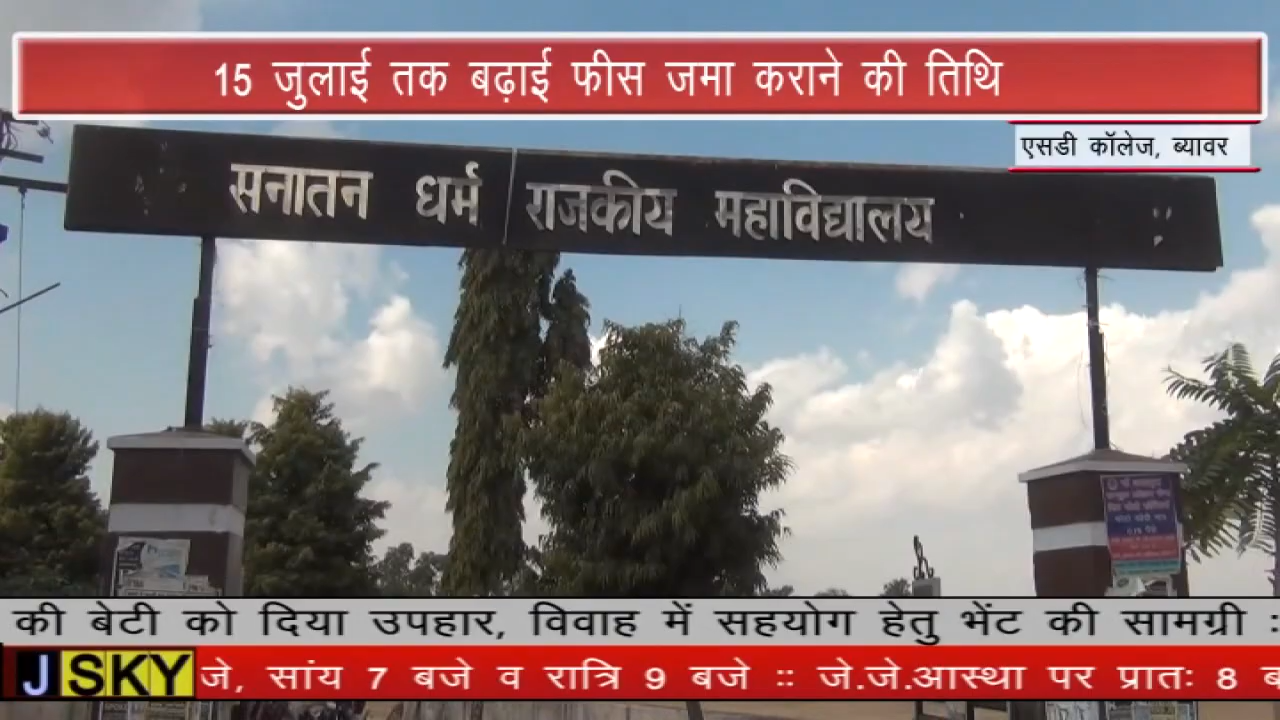 15 जुलाई तक बढ़ाई फीस जमा कराने की तिथि
एसडी कॉलेज, ब्यावर
सनातन धर्म राजकीय महाविद्यालय
की बेटी को दिया उपहार, विवाह में सहयोग हेतु भेंट की सामग्री :
JSKY जे, सांय 7 बजे व रात्रि 9 बजे :: जे.जे.आस्था पर प्रातः 8 ब